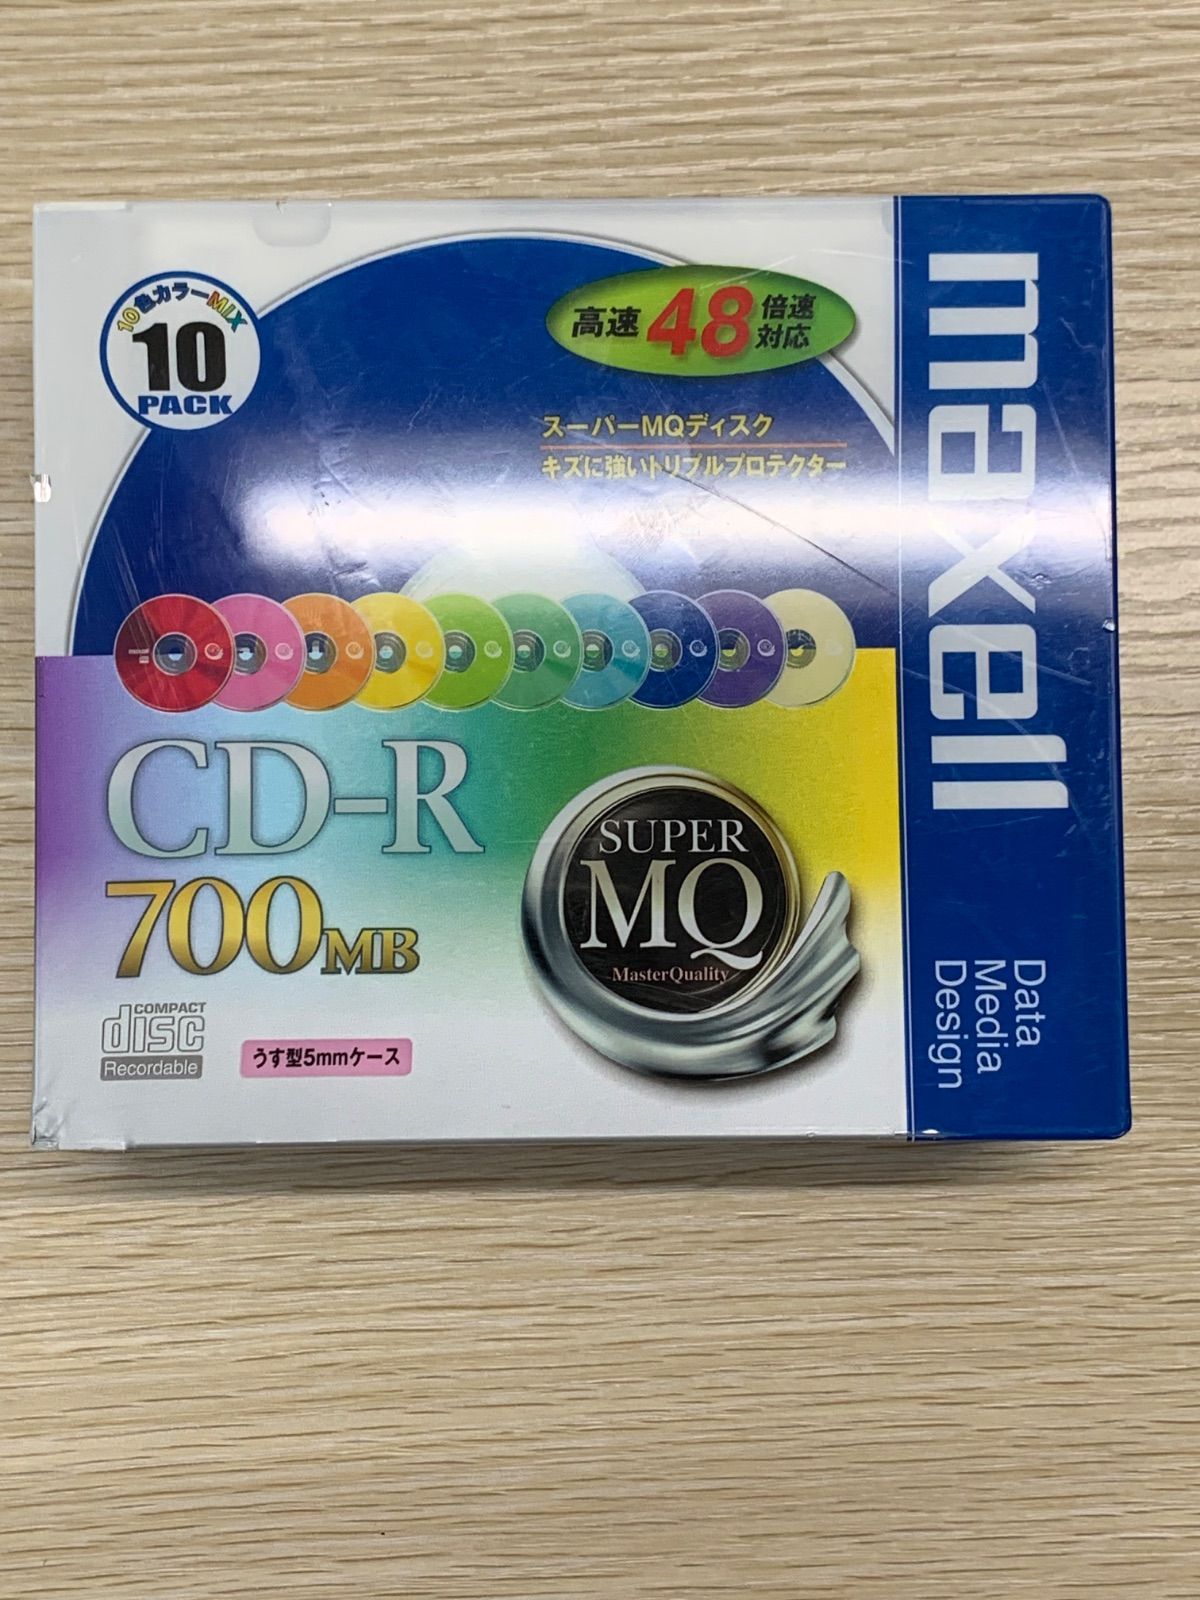 10色カラーMIX
10
PACK
高速48倍速
対応
スーパーMQディスク
キズに強いトリプルプロテクター
maxell
CD-R
700MB
SUPER
MQ
MasterQuality
COMPACT
disc
Recordable
うす型5mmケース
Data
Media
Design